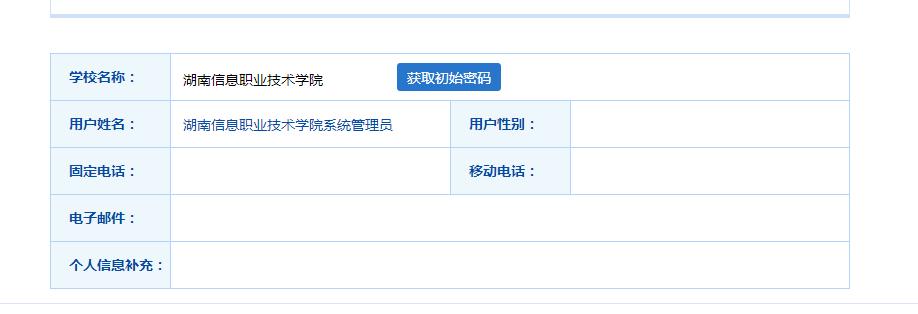 学校名称： 湖南信息职业技术学院 获取初始密码
用户姓名： 湖南信息职业技术学院系统管理员 用户性别：
固定电话： 移动电话：
电子邮件：
个人信息补充：